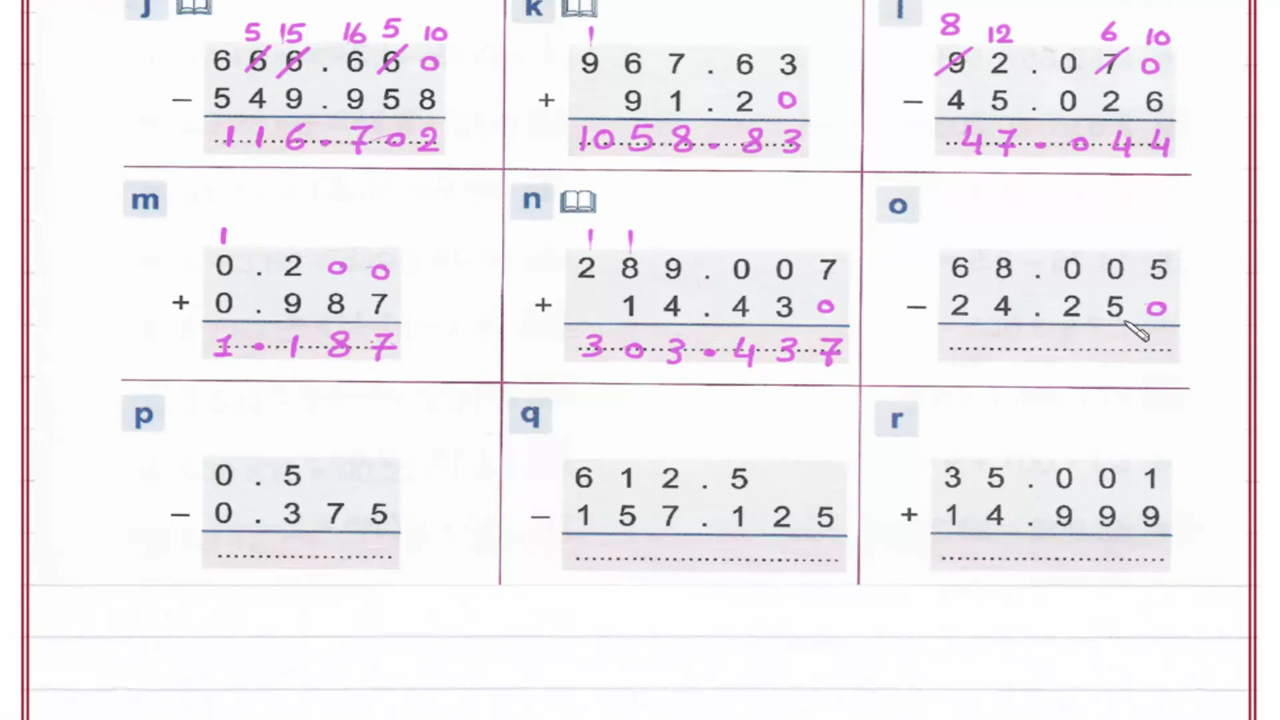 j k l
5 15 16 5 10
6 6 6 . 6 6 0
− 5 4 9 . 9 5 8
1 1 6 . 7 0 2
1
9 6 7 . 6 3
+ 9 1 . 2 0
10 5 8 . 8 3
8 12 6 10
9 2 . 0 7 0
− 4 5 . 0 2 6
4 7 . 0 4 4
m n o
1
0 . 2 0 0
+ 0 . 9 8 7
1 . 1 8 7
1 1
2 8 9 . 0 0 7
+ 1 4 . 4 3 0
3 0 3 . 4 3 7
6 8 . 0 0 5
− 2 4 . 2 5 0
p q r
0 . 5
− 0 . 3 7 5
6 1 2 . 5
− 1 5 7 . 1 2 5
3 5 . 0 0 1
+ 1 4 . 9 9 9